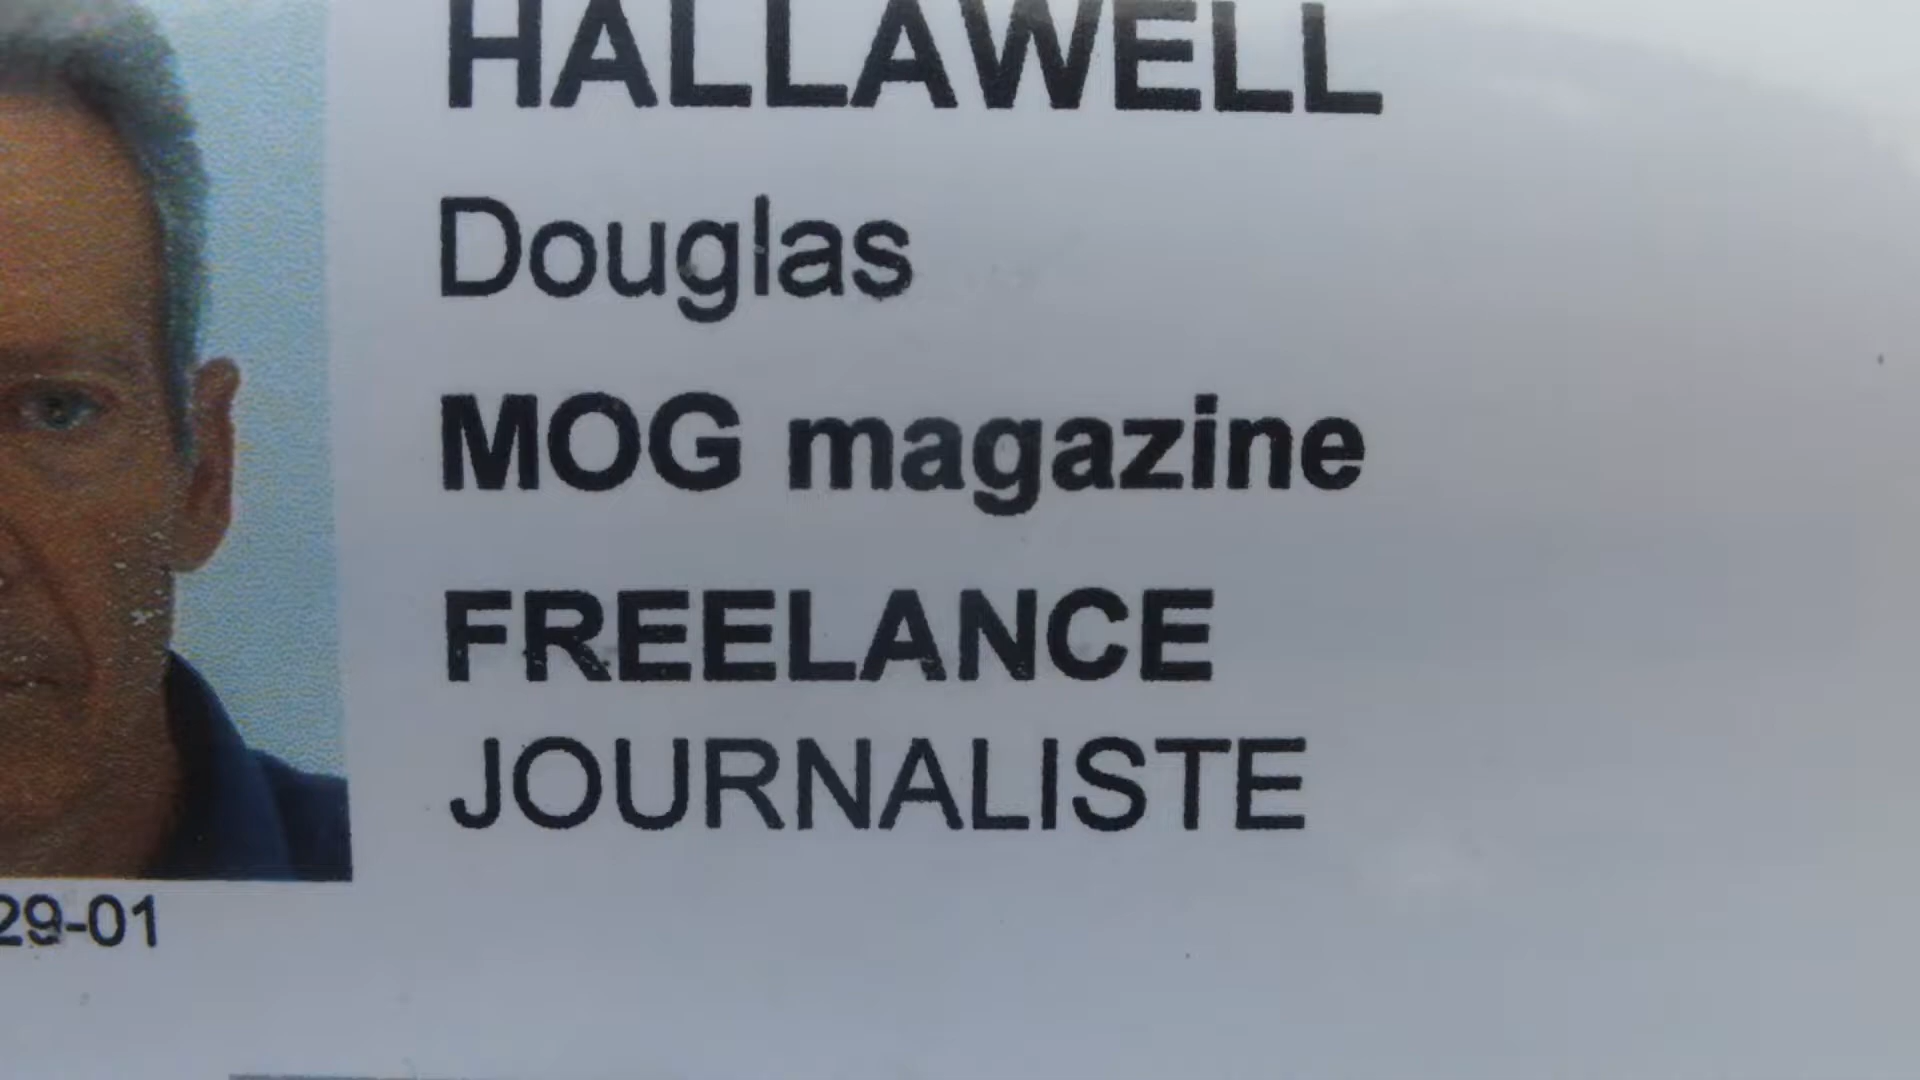 HALLAWELL
Douglas
MOG magazine
FREELANCE
JOURNALISTE
29-01